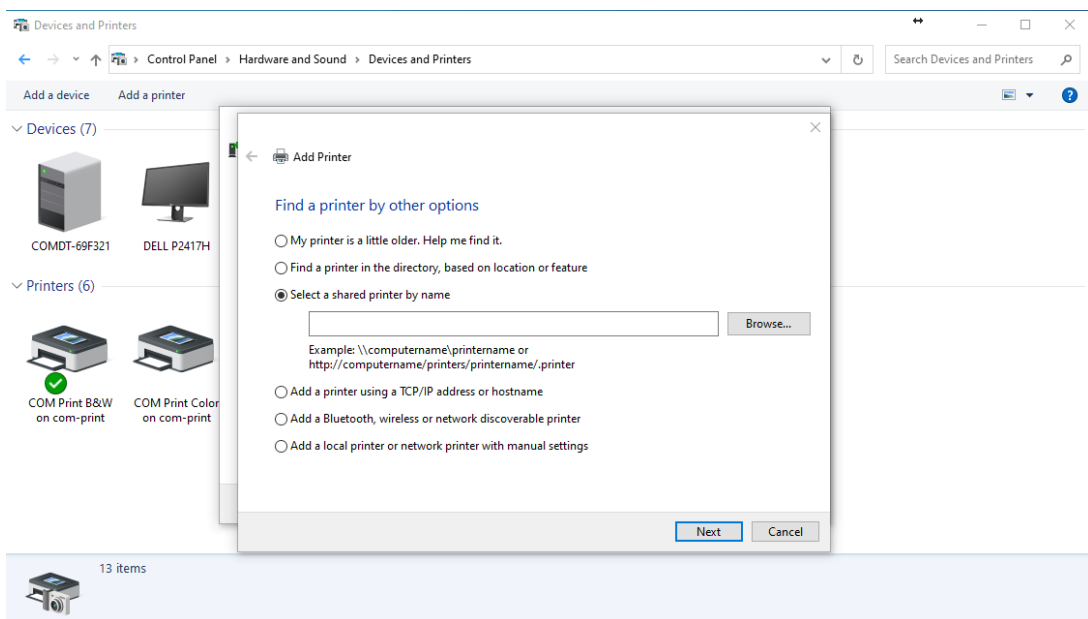 Devices and Printers
Control Panel > Hardware and Sound > Devices and Printers
Search Devices and Printers
Add a device Add a printer
Devices (7)
COMDT-69F321
DELL P2417H
Printers (6)
COM Print B&W
on com-print
COM Print Color
on com-print
Add Printer
Find a printer by other options
My printer is a little older. Help me find it.
Find a printer in the directory, based on location or feature
Select a shared printer by name
Browse...
Example: \\computername\printername or
http://computername/printers/printername/.printer
Add a printer using a TCP/IP address or hostname
Add a Bluetooth, wireless or network discoverable printer
Add a local printer or network printer with manual settings
Next Cancel
13 items